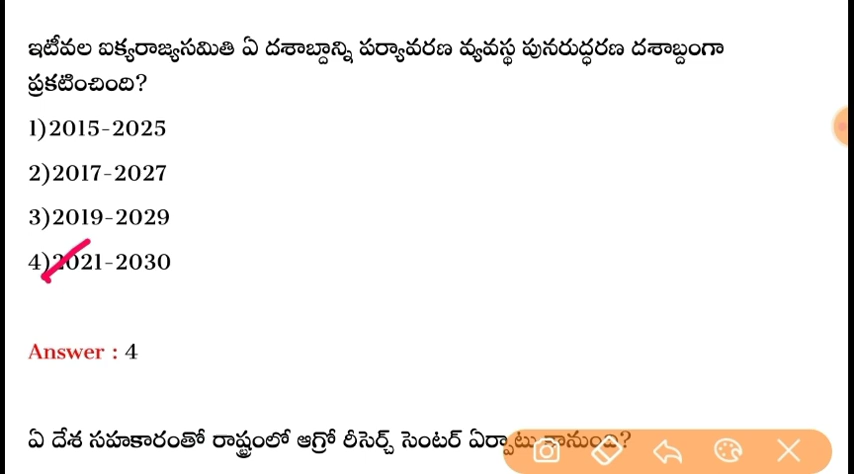 ఇటీవల ఐక్యరాజ్యసమితి ఏ దశాబ్దాన్ని పర్యావరణ వ్యవస్థ పునరుద్ధరణ దశాబ్దంగా
ప్రకటించింది?
1)2015-2025
2)2017-2027
3)2019-2029
4)2021-2030
Answer : 4
ఏ దేశ సహకారంతో రాష్ట్రంలో ఆగ్రో రీసెర్చ్ సెంటర్ ఏర్పాటు కానుంది?